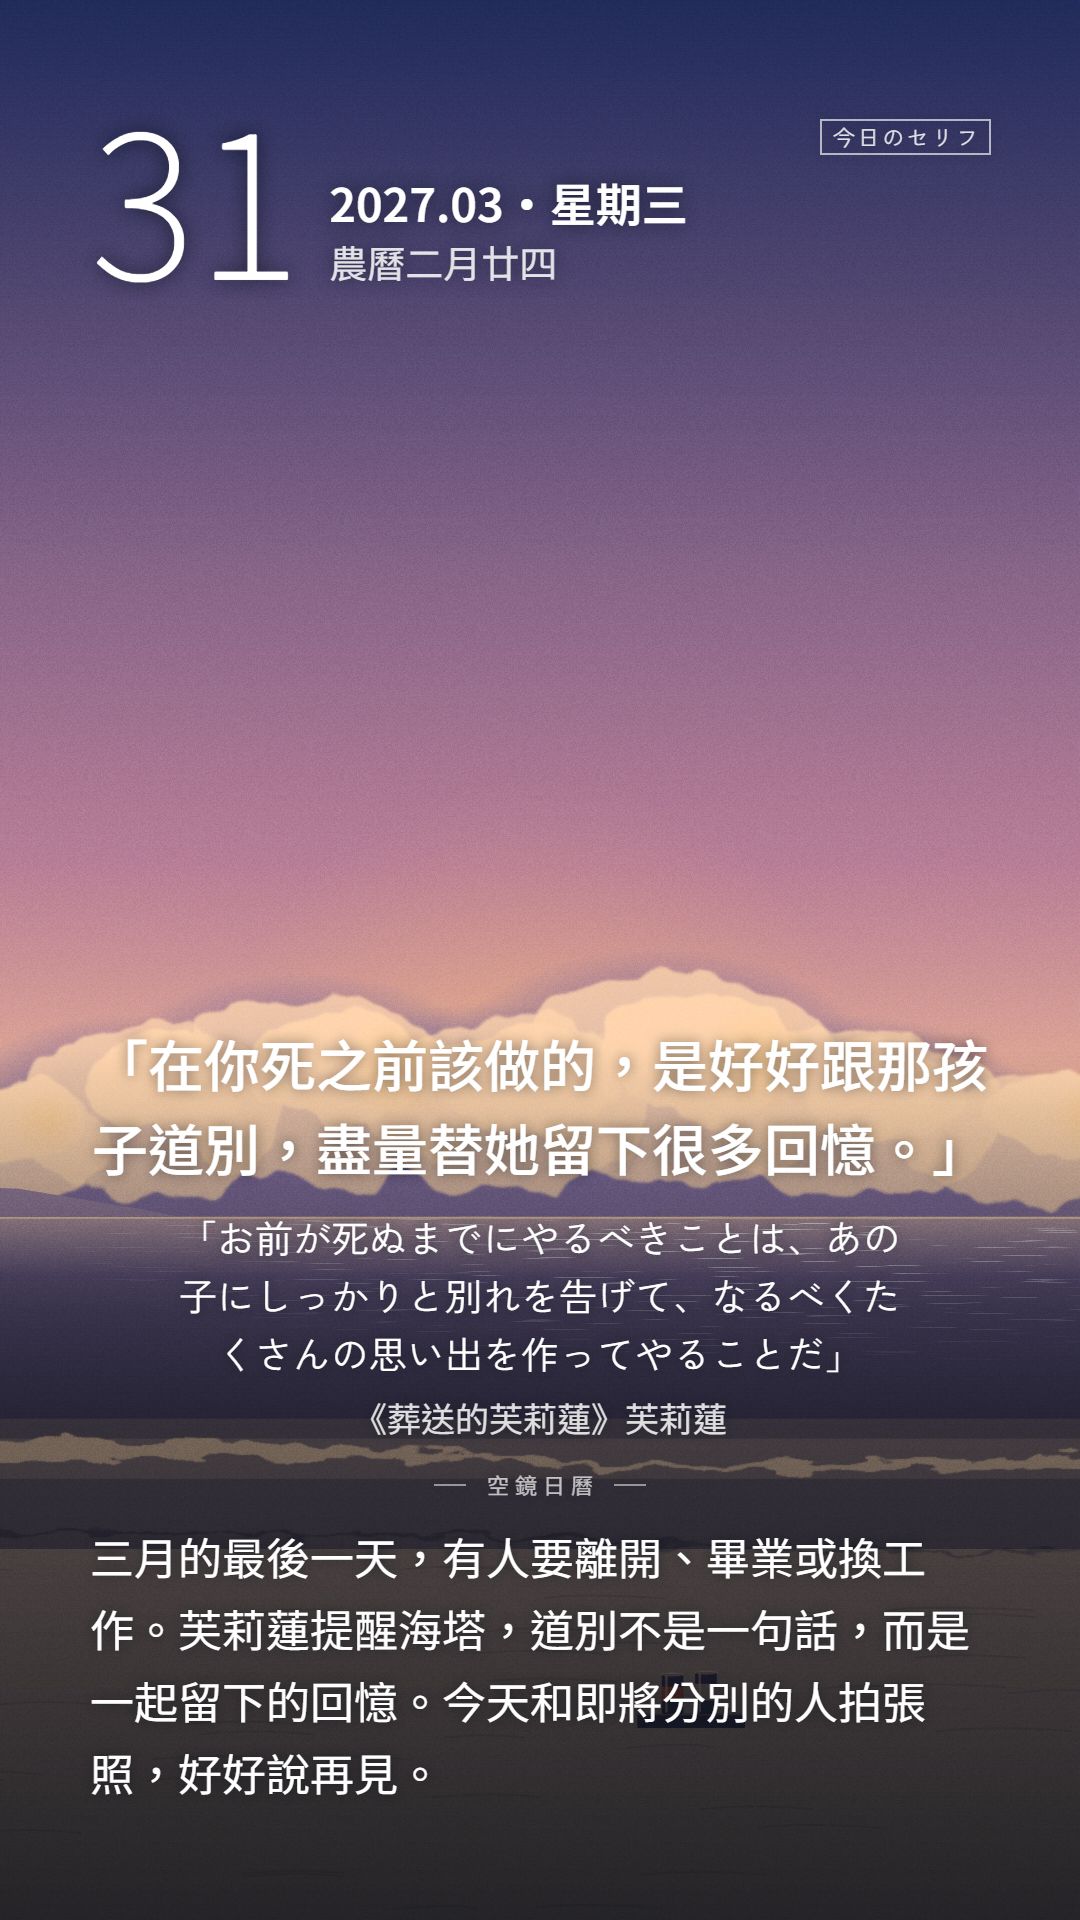 今日のセリフ
31
2027.03・星期三
農曆二月廿四
「在你死之前該做的，是好好跟那孩
子道別，盡量替她留下很多回憶。」
「お前が死ぬまでにやるべきことは、あの
子にしっかりと別れを告げて、なるべくた
くさんの思い出を作ってやることだ」
《葬送的芙莉蓮》芙莉蓮
空鏡日曆
三月的最後一天，有人要離開、畢業或換工
作。芙莉蓮提醒海塔，道別不是一句話，而是
一起留下的回憶。今天和即將分別的人拍張
照，好好說再見。